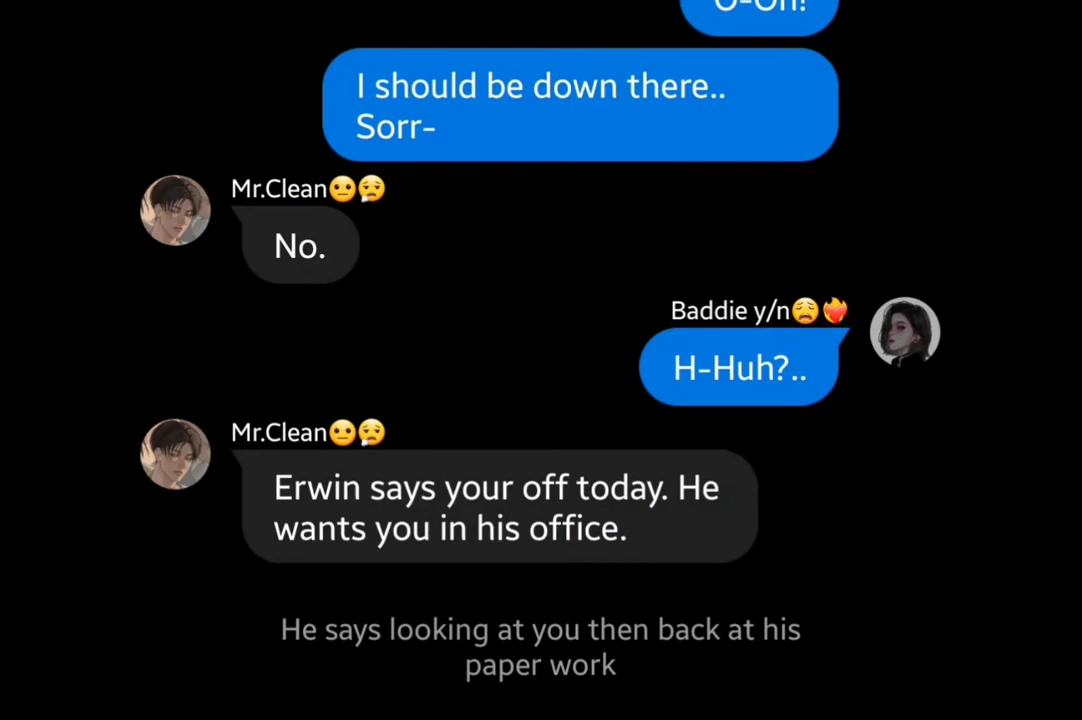 U-Uh!
I should be down there..
Sorr-
Mr.Clean😐😮‍💨
No.
Baddie y/n😩❤️‍🔥
H-Huh?..
Mr.Clean😐😮‍💨
Erwin says your off today. He
wants you in his office.
He says looking at you then back at his
paper work